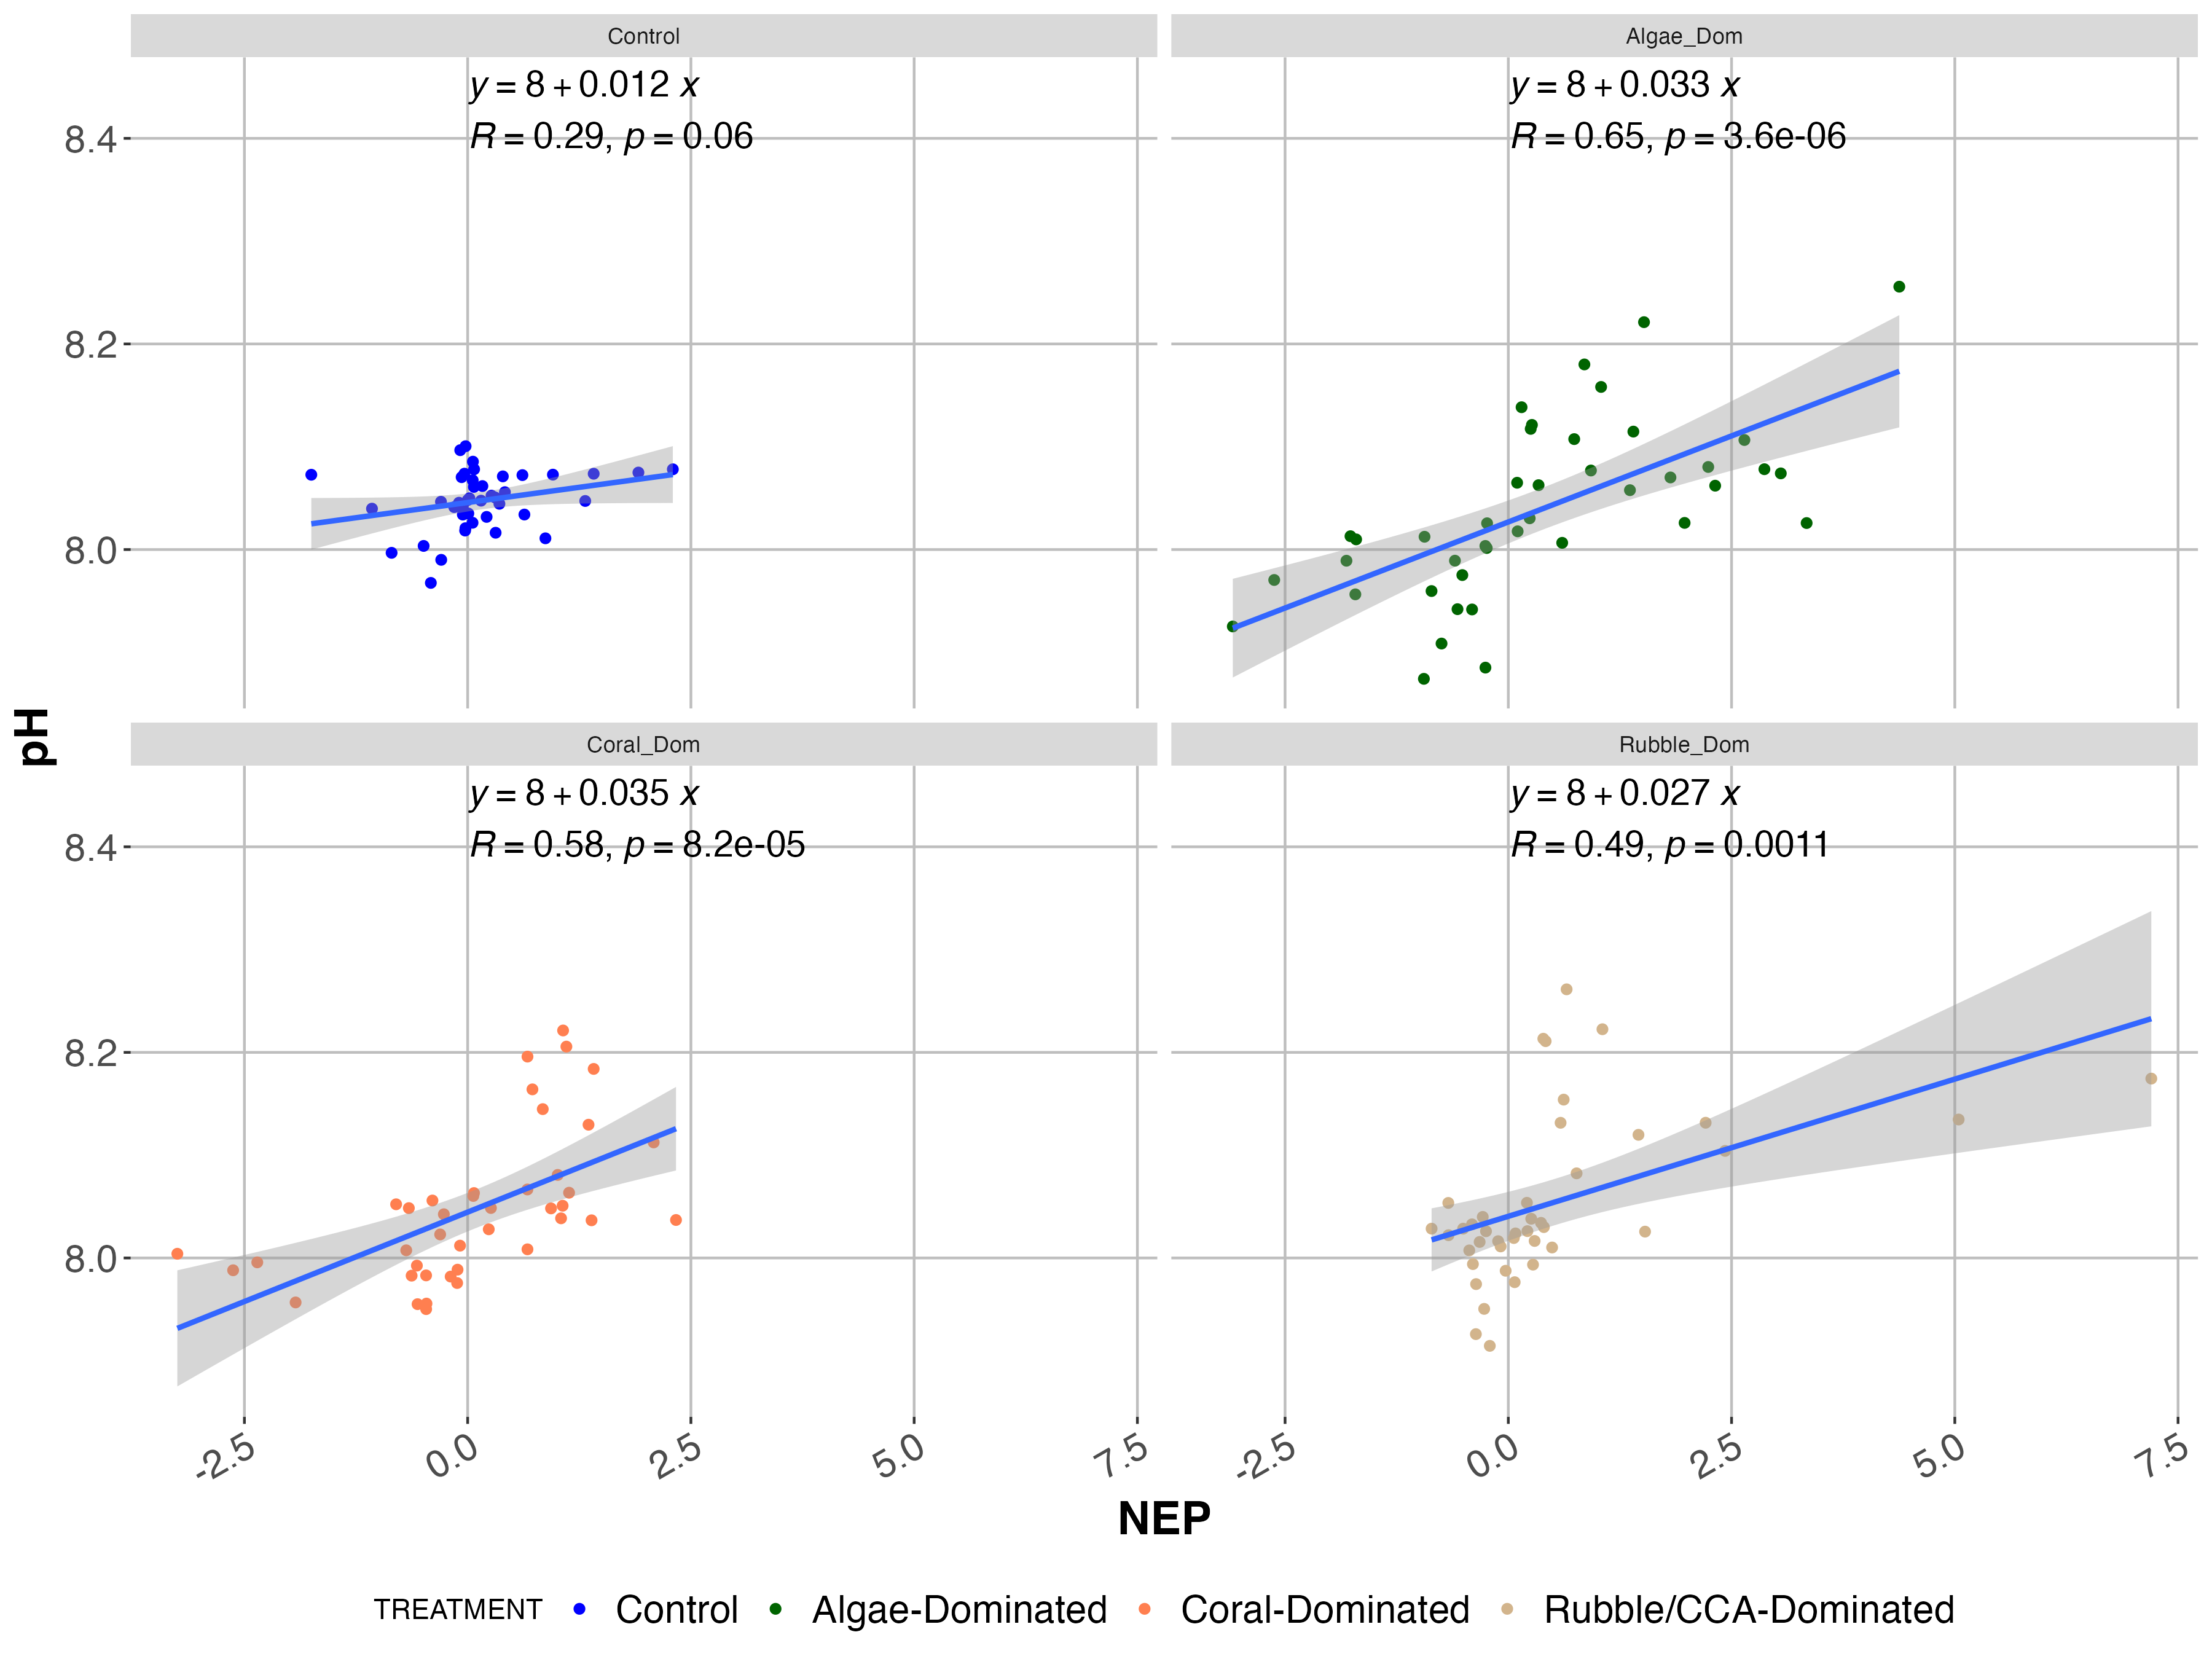 Control
Algae_Dom
y = 8 + 0.012 x
R = 0.29, p = 0.06
y = 8 + 0.033 x
R = 0.65, p = 3.6e-06
8.4
8.2
8.0
pH
Coral_Dom
Rubble_Dom
y = 8 + 0.035 x
R = 0.58, p = 8.2e-05
y = 8 + 0.027 x
R = 0.49, p = 0.0011
8.4
8.2
8.0
-2.5 0.0 2.5 5.0 7.5
-2.5 0.0 2.5 5.0 7.5
NEP
TREATMENT Control Algae-Dominated Coral-Dominated Rubble/CCA-Dominated